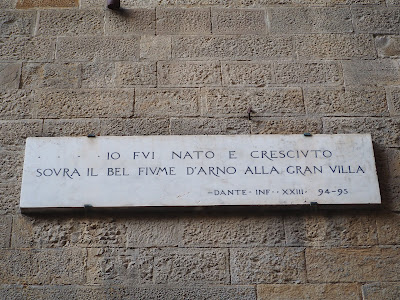 . . . . IO FVI NATO E CRESCIVTO
SOVRA IL BEL FIVME D'ARNO ALLA GRAN VILLA
– DANTE · INF · XXIII · 94-95